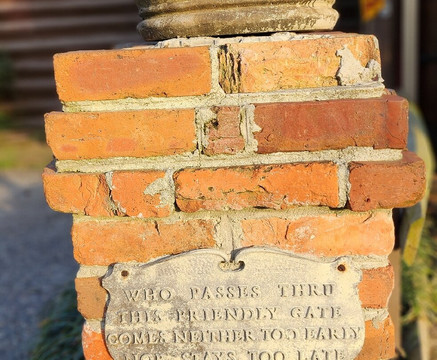 WHO PASSES THRU
THIS FRIENDLY GATE
COMES NEITHER TOO EARLY
NOR STAYS TOO LATE